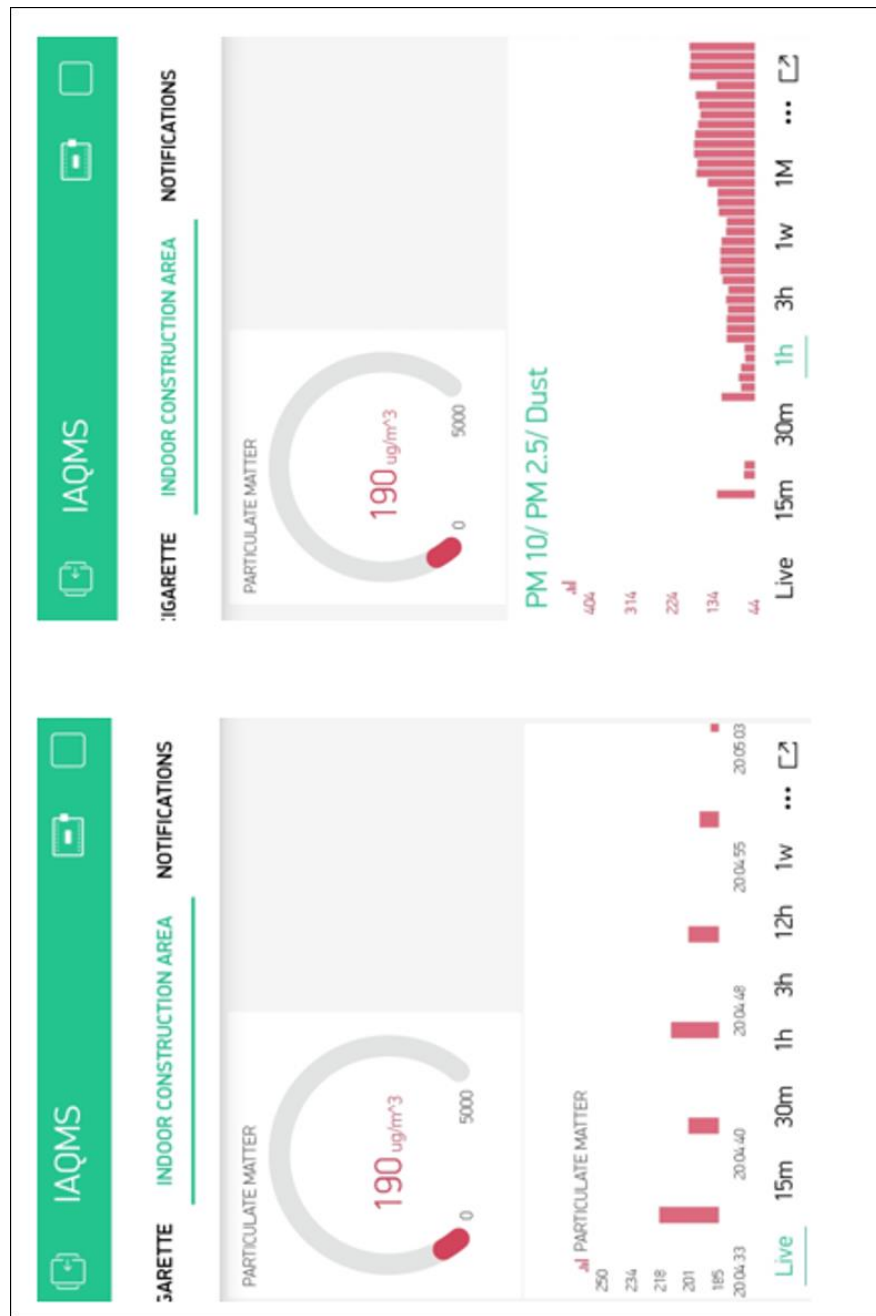 IAQMS
GARETTE INDOOR CONSTRUCTION AREA NOTIFICATIONS
PARTICULATE MATTER
190 ug/m^3
0 5000
PARTICULATE MATTER
250
234
218
201
185
20:04:33 20:04:40 20:04:48 20:04:55 20:05:03
Live 15m 30m 1h 3h 12h 1w ...
IAQMS
IGARETTE INDOOR CONSTRUCTION AREA NOTIFICATIONS
PARTICULATE MATTER
190 ug/m^3
0 5000
PM 10/ PM 2.5/ Dust
404
314
224
134
44
Live 15m 30m 1h 3h 1w 1M ...